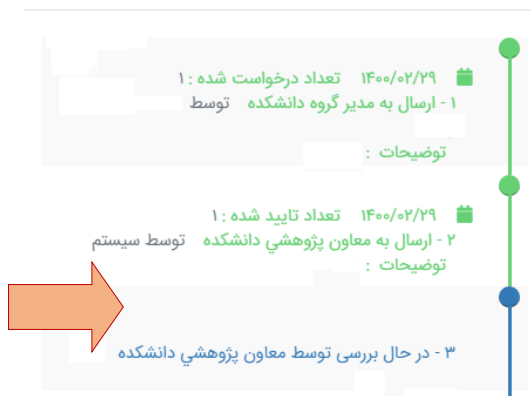 ۱۴۰۰/۰۲/۲۹ تعداد درخواست شده : ۱
۱ - ارسال به مدیر گروه دانشکده توسط
توضیحات :
۱۴۰۰/۰۲/۲۹ تعداد تایید شده : ۱
۲ - ارسال به معاون پژوهشي دانشکده توسط سیستم
توضیحات :
۳ - در حال بررسی توسط معاون پژوهشي دانشکده